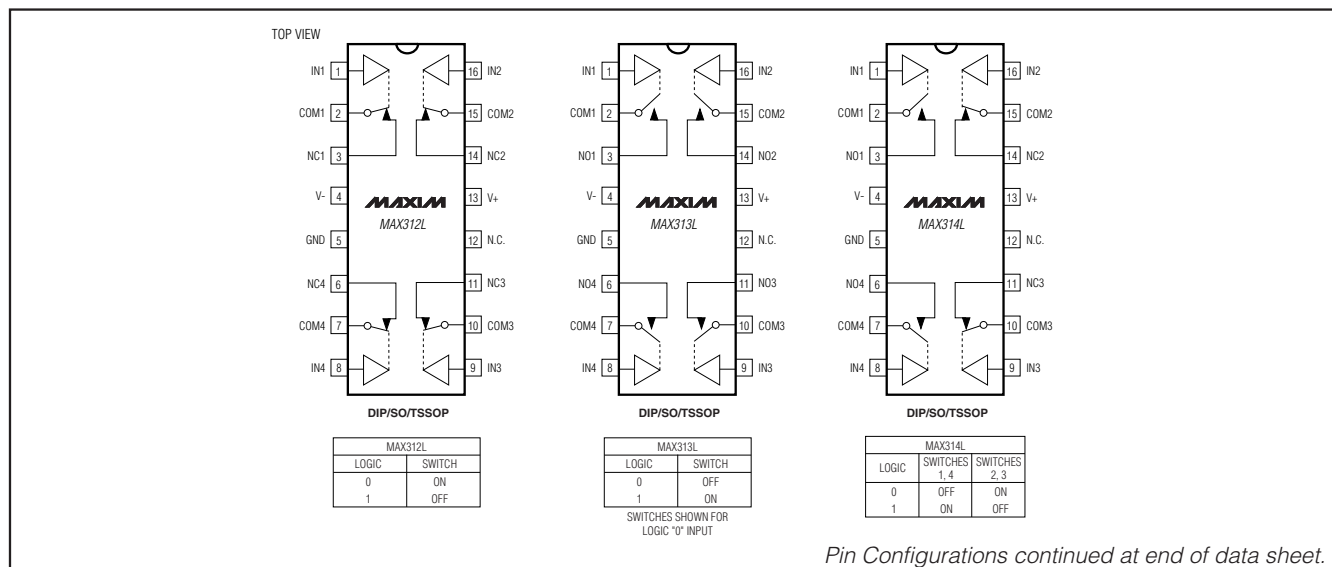 TOP VIEW
IN1 1 16 IN2
COM1 2 15 COM2
NC1 3 14 NC2
V- 4 13 V+
MAXIM
MAX312L
GND 5 12 N.C.
NC4 6 11 NC3
COM4 7 10 COM3
IN4 8 9 IN3
DIP/SO/TSSOP
MAX312L
LOGIC SWITCH
0 ON
1 OFF
IN1 1 16 IN2
COM1 2 15 COM2
NO1 3 14 NO2
V- 4 13 V+
MAXIM
MAX313L
GND 5 12 N.C.
NO4 6 11 NO3
COM4 7 10 COM3
IN4 8 9 IN3
DIP/SO/TSSOP
MAX313L
LOGIC SWITCH
0 OFF
1 ON
SWITCHES SHOWN FOR
LOGIC "0" INPUT
IN1 1 16 IN2
COM1 2 15 COM2
NO1 3 14 NC2
V- 4 13 V+
MAXIM
MAX314L
GND 5 12 N.C.
NO4 6 11 NC3
COM4 7 10 COM3
IN4 8 9 IN3
DIP/SO/TSSOP
MAX314L
LOGIC SWITCHES 1, 4 SWITCHES 2, 3
0 OFF ON
1 ON OFF
Pin Configurations continued at end of data sheet.